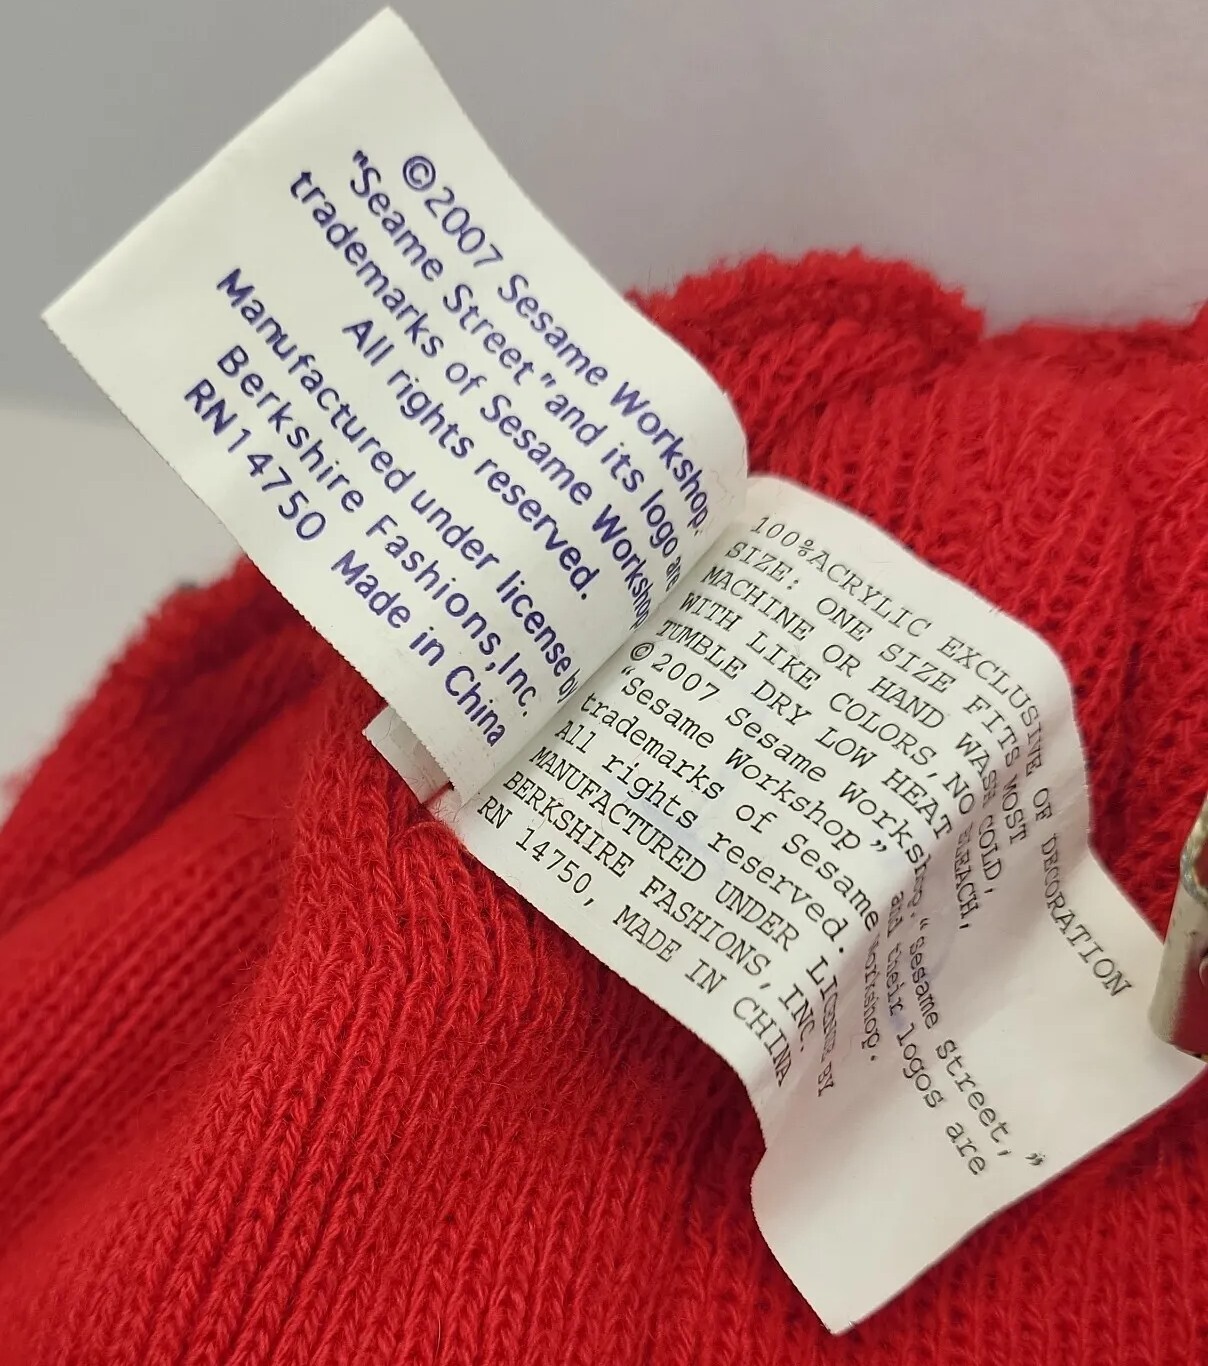 ©2007 Sesame Workshop.
"Seame Street"and its logo are
trademarks of Sesame Workshop
All rights reserved.
Manufactured under license by
Berkshire Fashions,Inc.
RN14750 Made in China
100%ACRYLIC EXCLUSIVE OF DECORATION
SIZE: ONE SIZE FITS MOST
MACHINE OR HAND WASH COLD,
WITH LIKE COLORS,NO BLEACH,
TUMBLE DRY LOW HEAT
©2007 Sesame Workshop.“Sesame Street,”
“Sesame Workshop” and their logos are
trademarks of Sesame Workshop.
All rights reserved.
MANUFACTURED UNDER LICENSE BY
BERKSHIRE FASHIONS,INC.
RN 14750, MADE IN CHINA